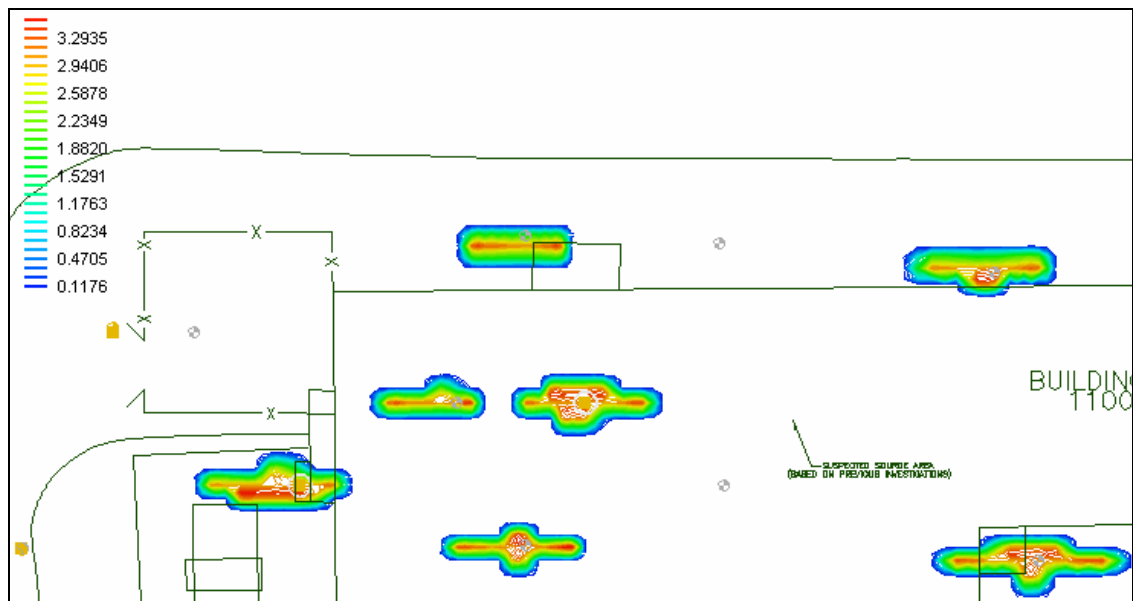 3.2935
2.9406
2.5878
2.2349
1.8820
1.5291
1.1763
0.8234
0.4705
0.1176
X
X
X
X
X
BUILDING
1100
SUSPECTED SOURCE AREA
(BASED ON PREVIOUS INVESTIGATIONS)